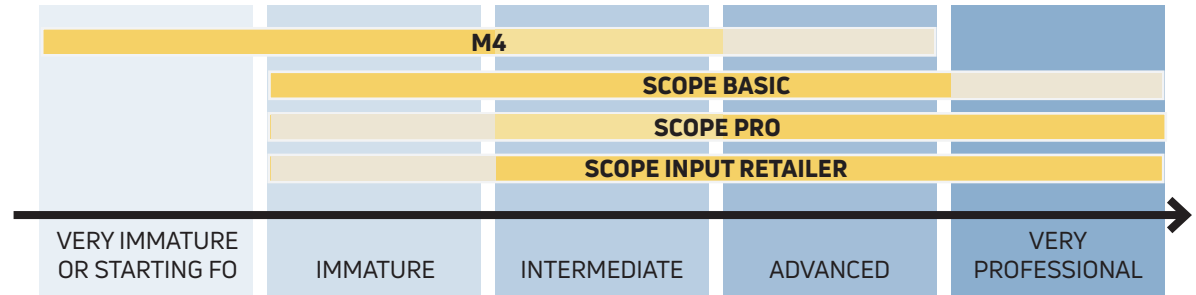 M4
SCOPE BASIC
SCOPE PRO
SCOPE INPUT RETAILER
VERY IMMATURE
OR STARTING FO
IMMATURE
INTERMEDIATE
ADVANCED
VERY
PROFESSIONAL